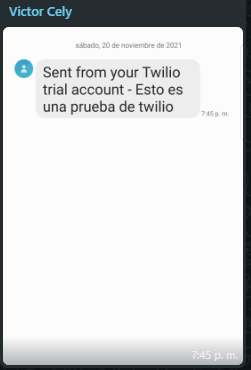 Victor Cely
sábado, 20 de noviembre de 2021
Sent from your Twilio
trial account - Esto es
una prueba de twilio
7:45 p. m.
7:45 p. m.